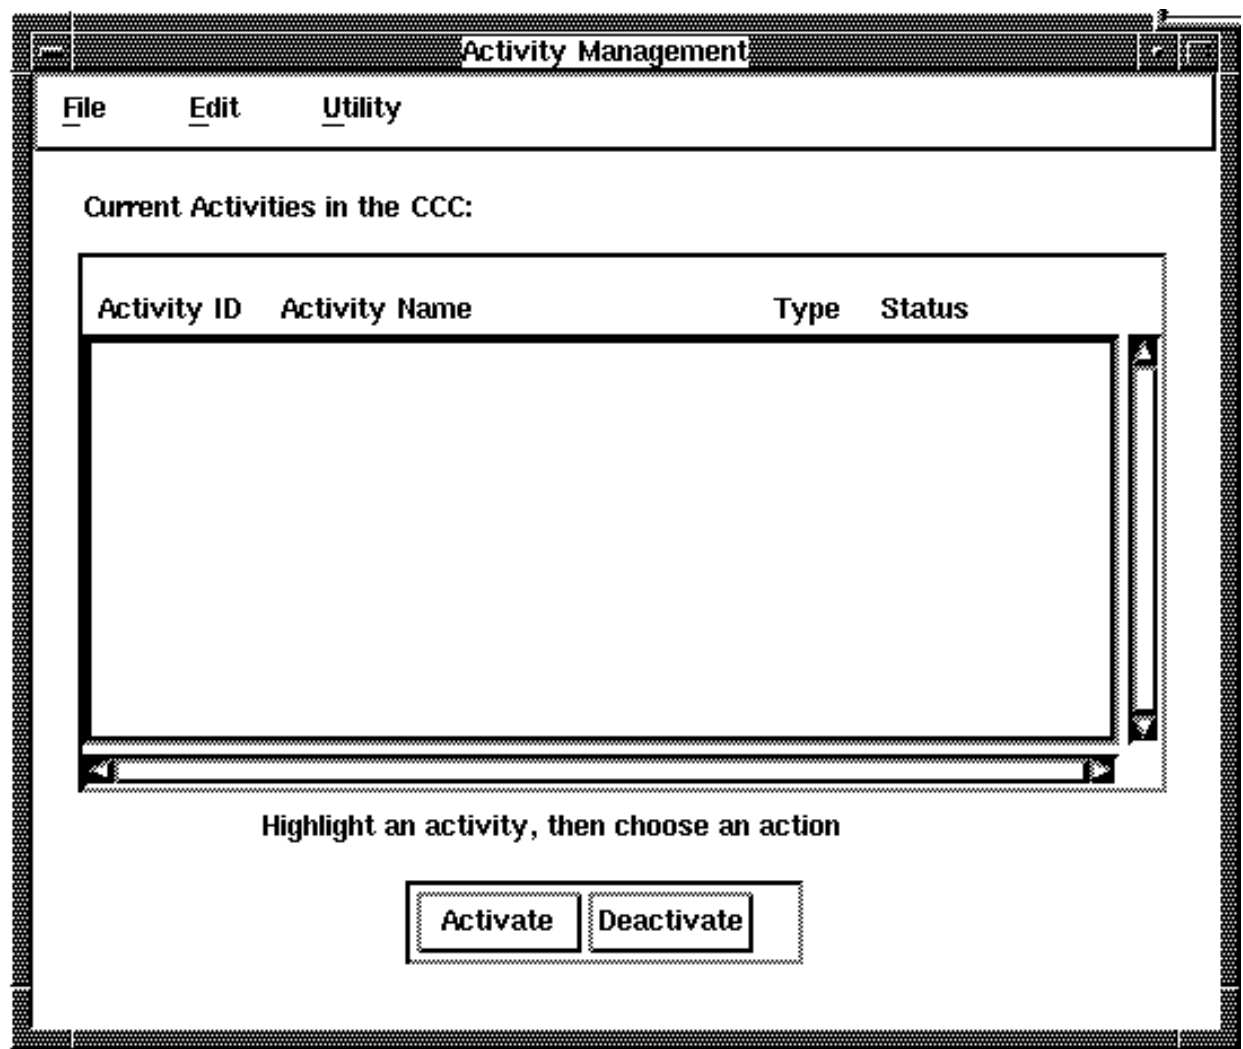 Activity Management
File Edit Utility
Current Activities in the CCC:
Activity ID Activity Name Type Status
Highlight an activity, then choose an action
Activate Deactivate